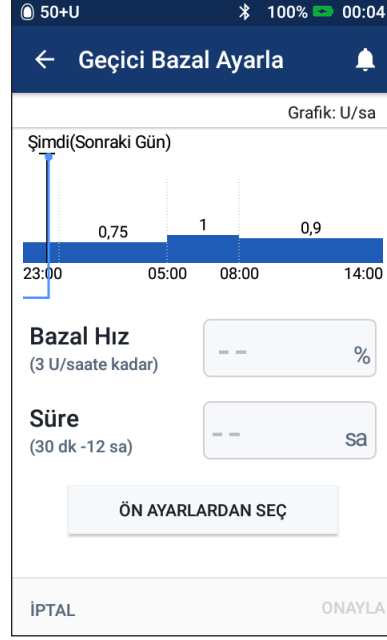 50+U 100% 00:04
Geçici Bazal Ayarla
Grafik: U/sa
Şimdi(Sonraki Gün)
0,75 1 0,9
23:00 05:00 08:00 14:00
Bazal Hız
-- %
(3 U/saate kadar)
Süre
-- sa
(30 dk -12 sa)
ÖN AYARLARDAN SEÇ
İPTAL ONAYLA